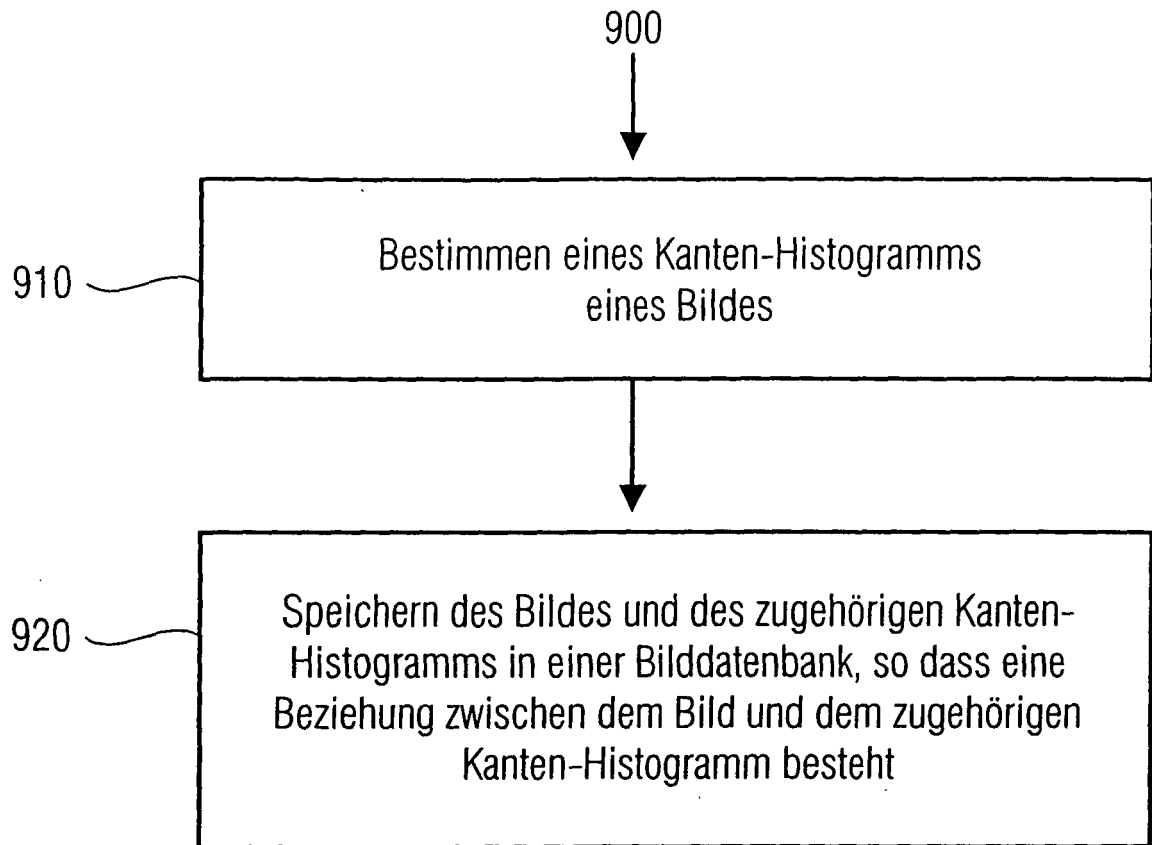 900
910
Bestimmen eines Kanten-Histogramms
eines Bildes
920
Speichern des Bildes und des zugehörigen Kanten-
Histogramms in einer Bilddatenbank, so dass eine
Beziehung zwischen dem Bild und dem zugehörigen
Kanten-Histogramm besteht